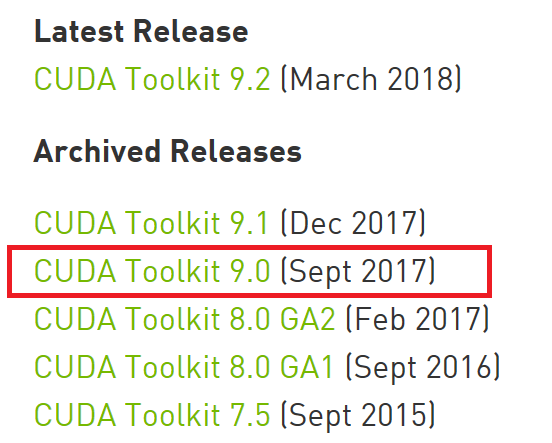 Latest Release
CUDA Toolkit 9.2 (March 2018)
Archived Releases
CUDA Toolkit 9.1 (Dec 2017)
CUDA Toolkit 9.0 (Sept 2017)
CUDA Toolkit 8.0 GA2 (Feb 2017)
CUDA Toolkit 8.0 GA1 (Sept 2016)
CUDA Toolkit 7.5 (Sept 2015)